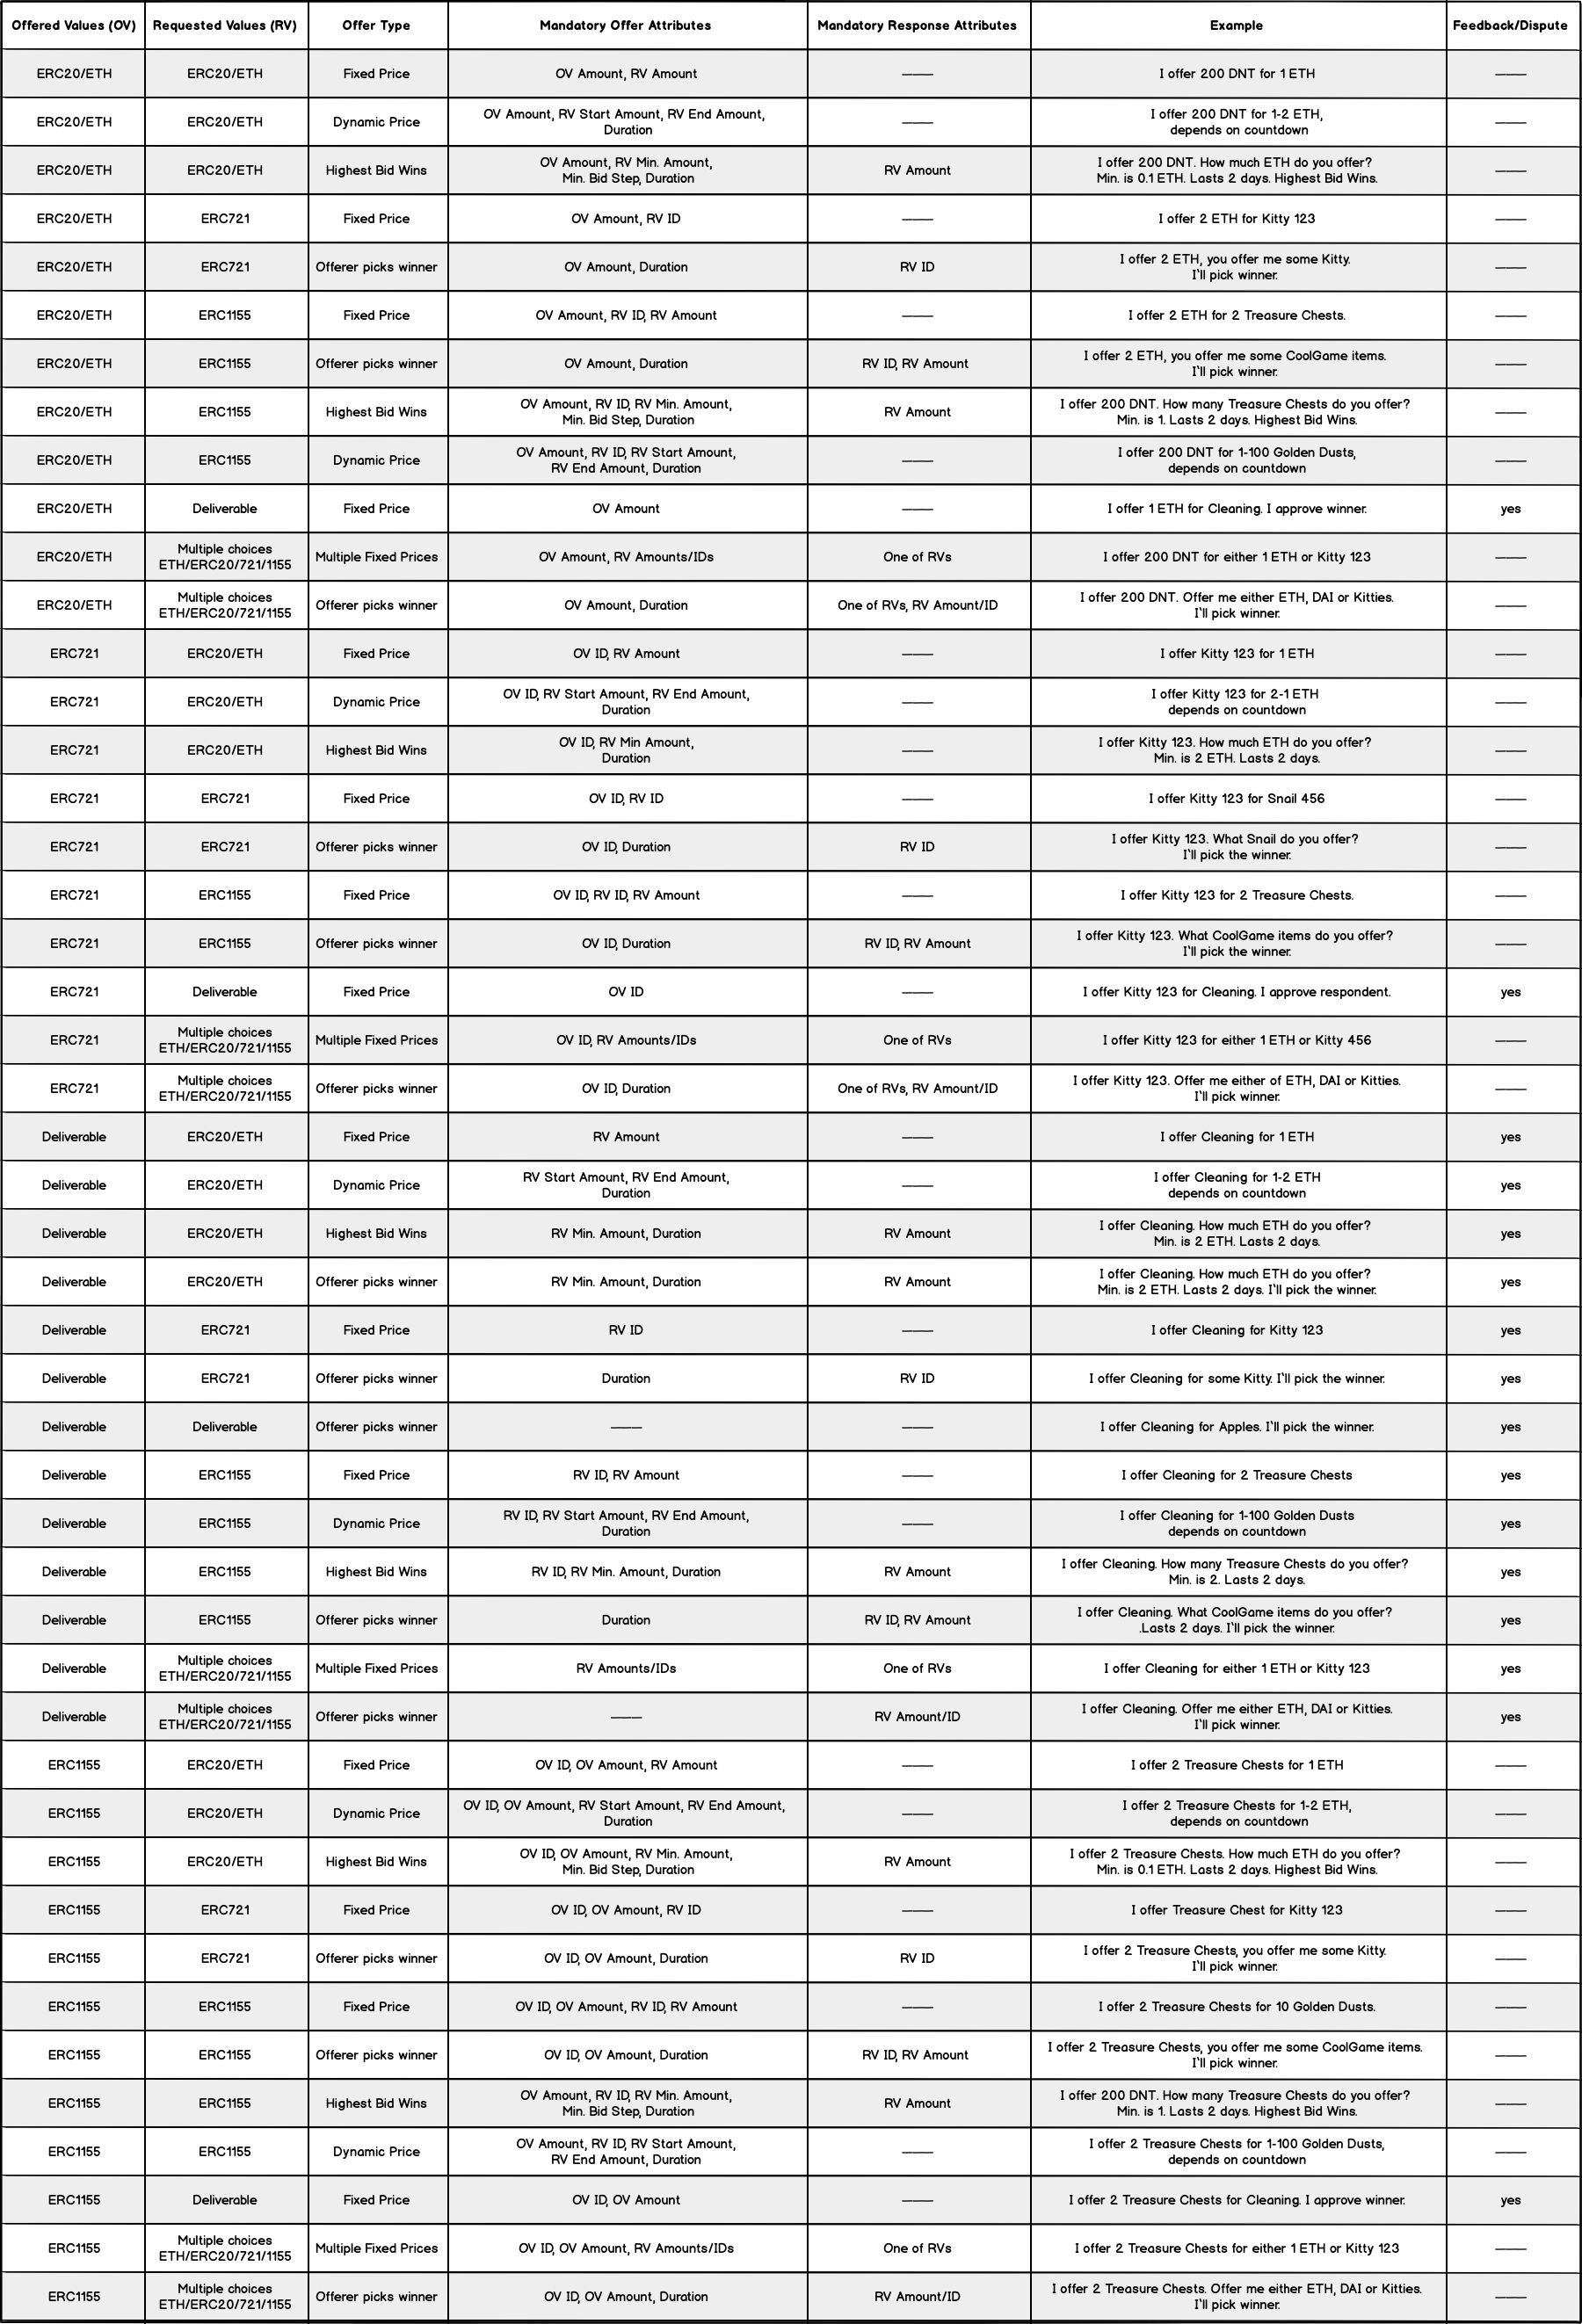 Offered Values (OV) Requested Values (RV) Offer Type Mandatory Offer Attributes Mandatory Response Attributes Example Feedback/Dispute
ERC20/ETH ERC20/ETH Fixed Price OV Amount, RV Amount —— I offer 200 DNT for 1 ETH ——
ERC20/ETH ERC20/ETH Dynamic Price OV Amount, RV Start Amount, RV End Amount,
Duration —— I offer 200 DNT for 1-2 ETH,
depends on countdown ——
ERC20/ETH ERC20/ETH Highest Bid Wins OV Amount, RV Min. Amount,
Min. Bid Step, Duration RV Amount I offer 200 DNT. How much ETH do you offer?
Min. is 0.1 ETH. Lasts 2 days. Highest Bid Wins. ——
ERC20/ETH ERC721 Fixed Price OV Amount, RV ID —— I offer 2 ETH for Kitty 123 ——
ERC20/ETH ERC721 Offerer picks winner OV Amount, Duration RV ID I offer 2 ETH, you offer me some Kitty.
I'll pick winner. ——
ERC20/ETH ERC1155 Fixed Price OV Amount, RV ID, RV Amount —— I offer 2 ETH for 2 Treasure Chests. ——
ERC20/ETH ERC1155 Offerer picks winner OV Amount, Duration RV ID, RV Amount I offer 2 ETH, you offer me some CoolGame items.
I'll pick winner. ——
ERC20/ETH ERC1155 Highest Bid Wins OV Amount, RV ID, RV Min. Amount,
Min. Bid Step, Duration RV Amount I offer 200 DNT. How many Treasure Chests do you offer?
Min. is 1. Lasts 2 days. Highest Bid Wins. ——
ERC20/ETH ERC1155 Dynamic Price OV Amount, RV ID, RV Start Amount,
RV End Amount, Duration —— I offer 200 DNT for 1-100 Golden Dusts,
depends on countdown ——
ERC20/ETH Deliverable Fixed Price OV Amount —— I offer 1 ETH for Cleaning. I approve winner. yes
ERC20/ETH Multiple choices
ETH/ERC20/721/1155 Multiple Fixed Prices OV Amount, RV Amounts/IDs One of RVs I offer 200 DNT for either 1 ETH or Kitty 123 ——
ERC20/ETH Multiple choices
ETH/ERC20/721/1155 Offerer picks winner OV Amount, Duration One of RVs, RV Amount/ID I offer 200 DNT. Offer me either ETH, DAI or Kitties.
I'll pick winner. ——
ERC721 ERC20/ETH Fixed Price OV ID, RV Amount —— I offer Kitty 123 for 1 ETH ——
ERC721 ERC20/ETH Dynamic Price OV ID, RV Start Amount, RV End Amount,
Duration —— I offer Kitty 123 for 2-1 ETH
depends on countdown ——
ERC721 ERC20/ETH Highest Bid Wins OV ID, RV Min Amount,
Duration —— I offer Kitty 123. How much ETH do you offer?
Min. is 2 ETH. Lasts 2 days. ——
ERC721 ERC721 Fixed Price OV ID, RV ID —— I offer Kitty 123 for Snail 456 ——
ERC721 ERC721 Offerer picks winner OV ID, Duration RV ID I offer Kitty 123. What Snail do you offer?
I'll pick the winner. ——
ERC721 ERC1155 Fixed Price OV ID, RV ID, RV Amount —— I offer Kitty 123 for 2 Treasure Chests. ——
ERC721 ERC1155 Offerer picks winner OV ID, Duration RV ID, RV Amount I offer Kitty 123. What CoolGame items do you offer?
I'll pick the winner. ——
ERC721 Deliverable Fixed Price OV ID —— I offer Kitty 123 for Cleaning. I approve respondent. yes
ERC721 Multiple choices
ETH/ERC20/721/1155 Multiple Fixed Prices OV ID, RV Amounts/IDs One of RVs I offer Kitty 123 for either 1 ETH or Kitty 456 ——
ERC721 Multiple choices
ETH/ERC20/721/1155 Offerer picks winner OV ID, Duration One of RVs, RV Amount/ID I offer Kitty 123. Offer me either of ETH, DAI or Kitties.
I'll pick winner. ——
Deliverable ERC20/ETH Fixed Price RV Amount —— I offer Cleaning for 1 ETH yes
Deliverable ERC20/ETH Dynamic Price RV Start Amount, RV End Amount,
Duration —— I offer Cleaning for 1-2 ETH
depends on countdown yes
Deliverable ERC20/ETH Highest Bid Wins RV Min. Amount, Duration RV Amount I offer Cleaning. How much ETH do you offer?
Min. is 2 ETH. Lasts 2 days. yes
Deliverable ERC20/ETH Offerer picks winner RV Min. Amount, Duration RV Amount I offer Cleaning. How much ETH do you offer?
Min. is 2 ETH. Lasts 2 days. I'll pick the winner. yes
Deliverable ERC721 Fixed Price RV ID —— I offer Cleaning for Kitty 123 yes
Deliverable ERC721 Offerer picks winner Duration RV ID I offer Cleaning for some Kitty. I'll pick the winner. yes
Deliverable Deliverable Offerer picks winner —— —— I offer Cleaning for Apples. I'll pick the winner. yes
Deliverable ERC1155 Fixed Price RV ID, RV Amount —— I offer Cleaning for 2 Treasure Chests yes
Deliverable ERC1155 Dynamic Price RV ID, RV Start Amount, RV End Amount,
Duration —— I offer Cleaning for 1-100 Golden Dusts
depends on countdown yes
Deliverable ERC1155 Highest Bid Wins RV ID, RV Min. Amount, Duration RV Amount I offer Cleaning. How many Treasure Chests do you offer?
Min. is 2. Lasts 2 days. yes
Deliverable ERC1155 Offerer picks winner Duration RV ID, RV Amount I offer Cleaning. What CoolGame items do you offer?
.Lasts 2 days. I'll pick the winner. yes
Deliverable Multiple choices
ETH/ERC20/721/1155 Multiple Fixed Prices RV Amounts/IDs One of RVs I offer Cleaning for either 1 ETH or Kitty 123 yes
Deliverable Multiple choices
ETH/ERC20/721/1155 Offerer picks winner —— RV Amount/ID I offer Cleaning. Offer me either ETH, DAI or Kitties.
I'll pick winner. yes
ERC1155 ERC20/ETH Fixed Price OV ID, OV Amount, RV Amount —— I offer 2 Treasure Chests for 1 ETH ——
ERC1155 ERC20/ETH Dynamic Price OV ID, OV Amount, RV Start Amount, RV End Amount,
Duration —— I offer 2 Treasure Chests for 1-2 ETH,
depends on countdown ——
ERC1155 ERC20/ETH Highest Bid Wins OV ID, OV Amount, RV Min. Amount,
Min. Bid Step, Duration RV Amount I offer 2 Treasure Chests. How much ETH do you offer?
Min. is 0.1 ETH. Lasts 2 days. Highest Bid Wins. ——
ERC1155 ERC721 Fixed Price OV ID, OV Amount, RV ID —— I offer Treasure Chest for Kitty 123 ——
ERC1155 ERC721 Offerer picks winner OV ID, OV Amount, Duration RV ID I offer 2 Treasure Chests, you offer me some Kitty.
I'll pick winner. ——
ERC1155 ERC1155 Fixed Price OV ID, OV Amount, RV ID, RV Amount —— I offer 2 Treasure Chests for 10 Golden Dusts. ——
ERC1155 ERC1155 Offerer picks winner OV ID, OV Amount, Duration RV ID, RV Amount I offer 2 Treasure Chests, you offer me some CoolGame items.
I'll pick winner. ——
ERC1155 ERC1155 Highest Bid Wins OV Amount, RV ID, RV Min. Amount,
Min. Bid Step, Duration RV Amount I offer 200 DNT. How many Treasure Chests do you offer?
Min. is 1. Lasts 2 days. Highest Bid Wins. ——
ERC1155 ERC1155 Dynamic Price OV Amount, RV ID, RV Start Amount,
RV End Amount, Duration —— I offer 2 Treasure Chests for 1-100 Golden Dusts,
depends on countdown ——
ERC1155 Deliverable Fixed Price OV ID, OV Amount —— I offer 2 Treasure Chests for Cleaning. I approve winner. yes
ERC1155 Multiple choices
ETH/ERC20/721/1155 Multiple Fixed Prices OV ID, OV Amount, RV Amounts/IDs One of RVs I offer 2 Treasure Chests for either 1 ETH or Kitty 123 ——
ERC1155 Multiple choices
ETH/ERC20/721/1155 Offerer picks winner OV ID, OV Amount, Duration RV Amount/ID I offer 2 Treasure Chests. Offer me either ETH, DAI or Kitties.
I'll pick winner. ——